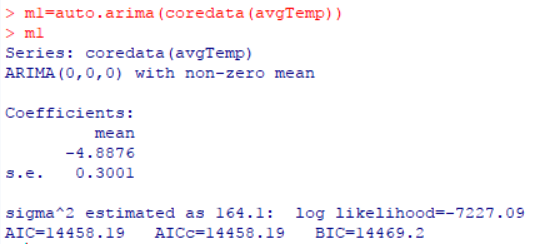 > m1=auto.arima(coredata(avgTemp))
> m1
Series: coredata(avgTemp)
ARIMA(0,0,0) with non-zero mean
Coefficients:
mean
-4.8876
s.e. 0.3001
sigma^2 estimated as 164.1: log likelihood=-7227.09
AIC=14458.19 AICc=14458.19 BIC=14469.2